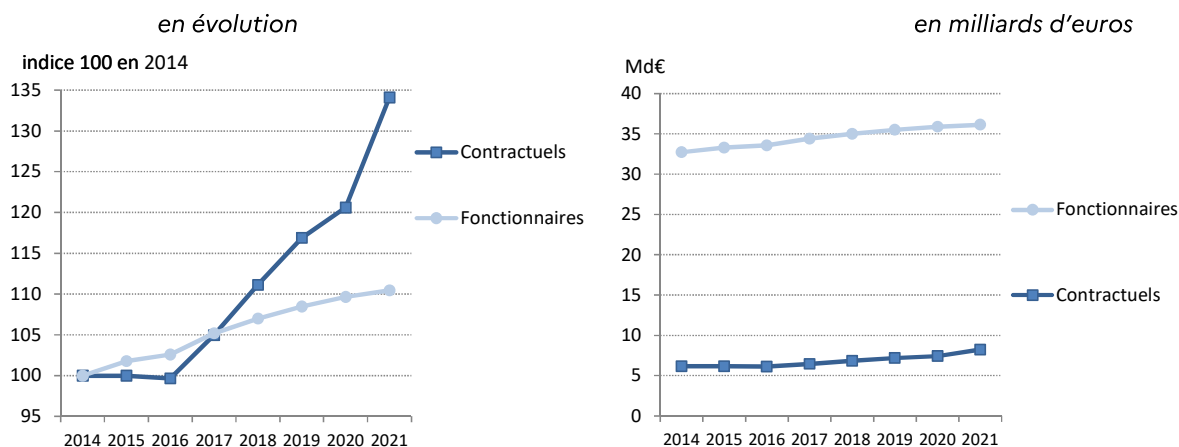 en évolution
indice 100 en 2014
135
130
125
120
115
110
105
100
95
2014 2015 2016 2017 2018 2019 2020 2021
Contractuels
Fonctionnaires
en milliards d’euros
Md€
40
35
30
25
20
15
10
5
0
2014 2015 2016 2017 2018 2019 2020 2021
Fonctionnaires
Contractuels